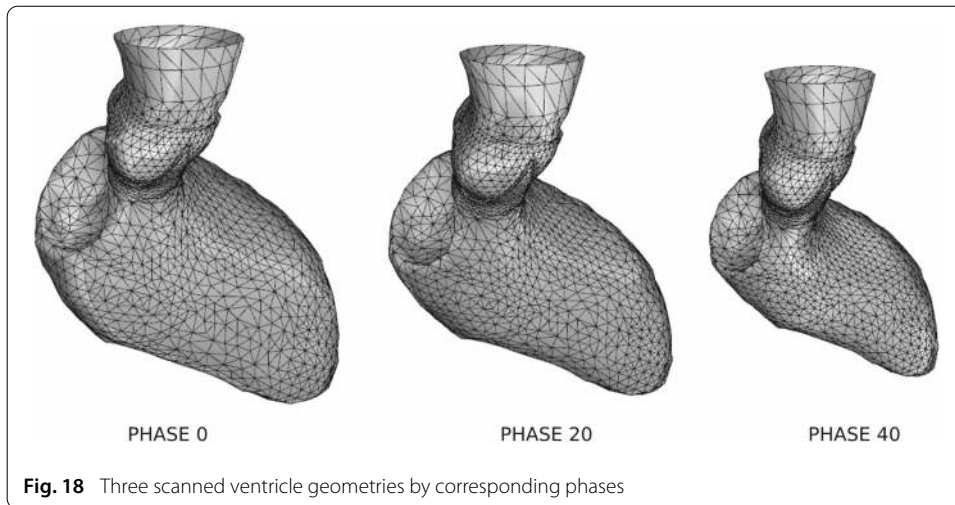 PHASE 0
PHASE 20
PHASE 40
Fig. 18 Three scanned ventricle geometries by corresponding phases